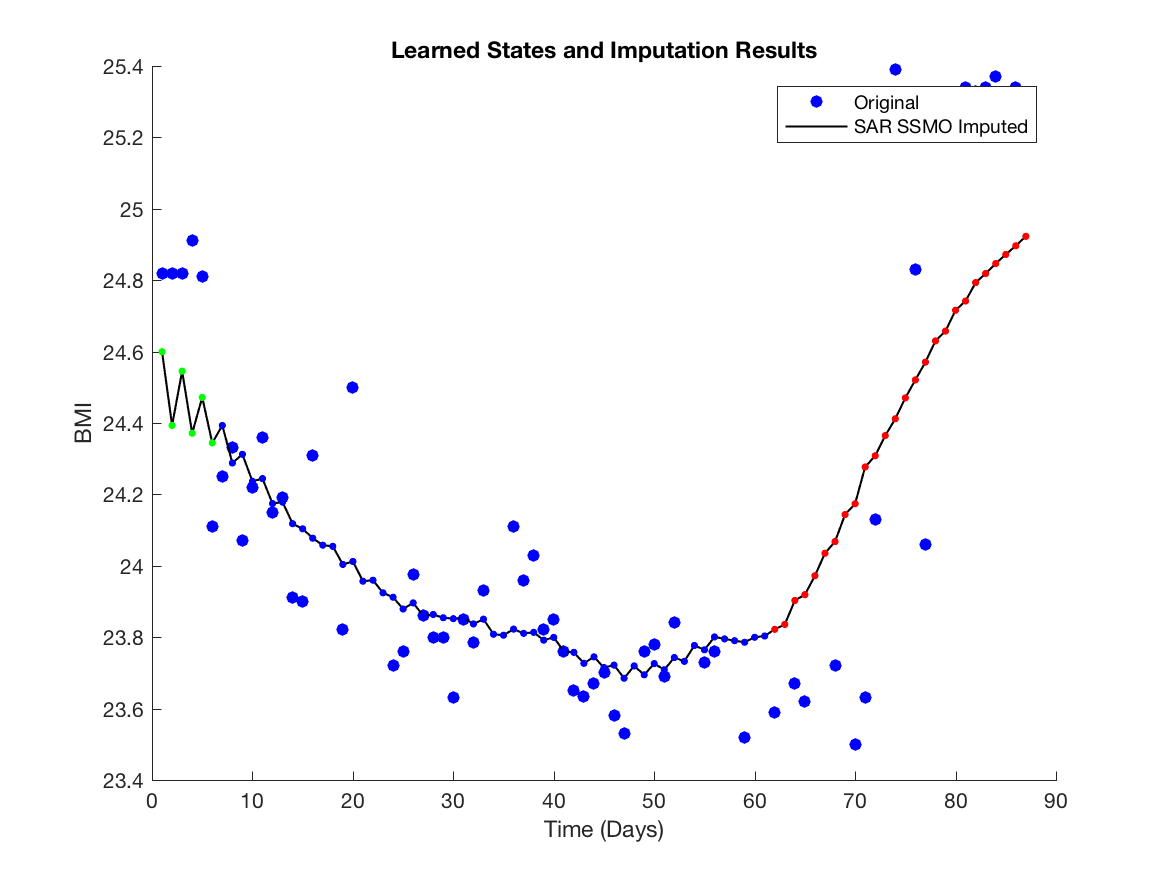 Learned States and Imputation Results
25.4
25.2
25
24.8
24.6
24.4
24.2
24
23.8
23.6
23.4
BMI
Original
SAR SSMO Imputed
0 10 20 30 40 50 60 70 80 90
Time (Days)